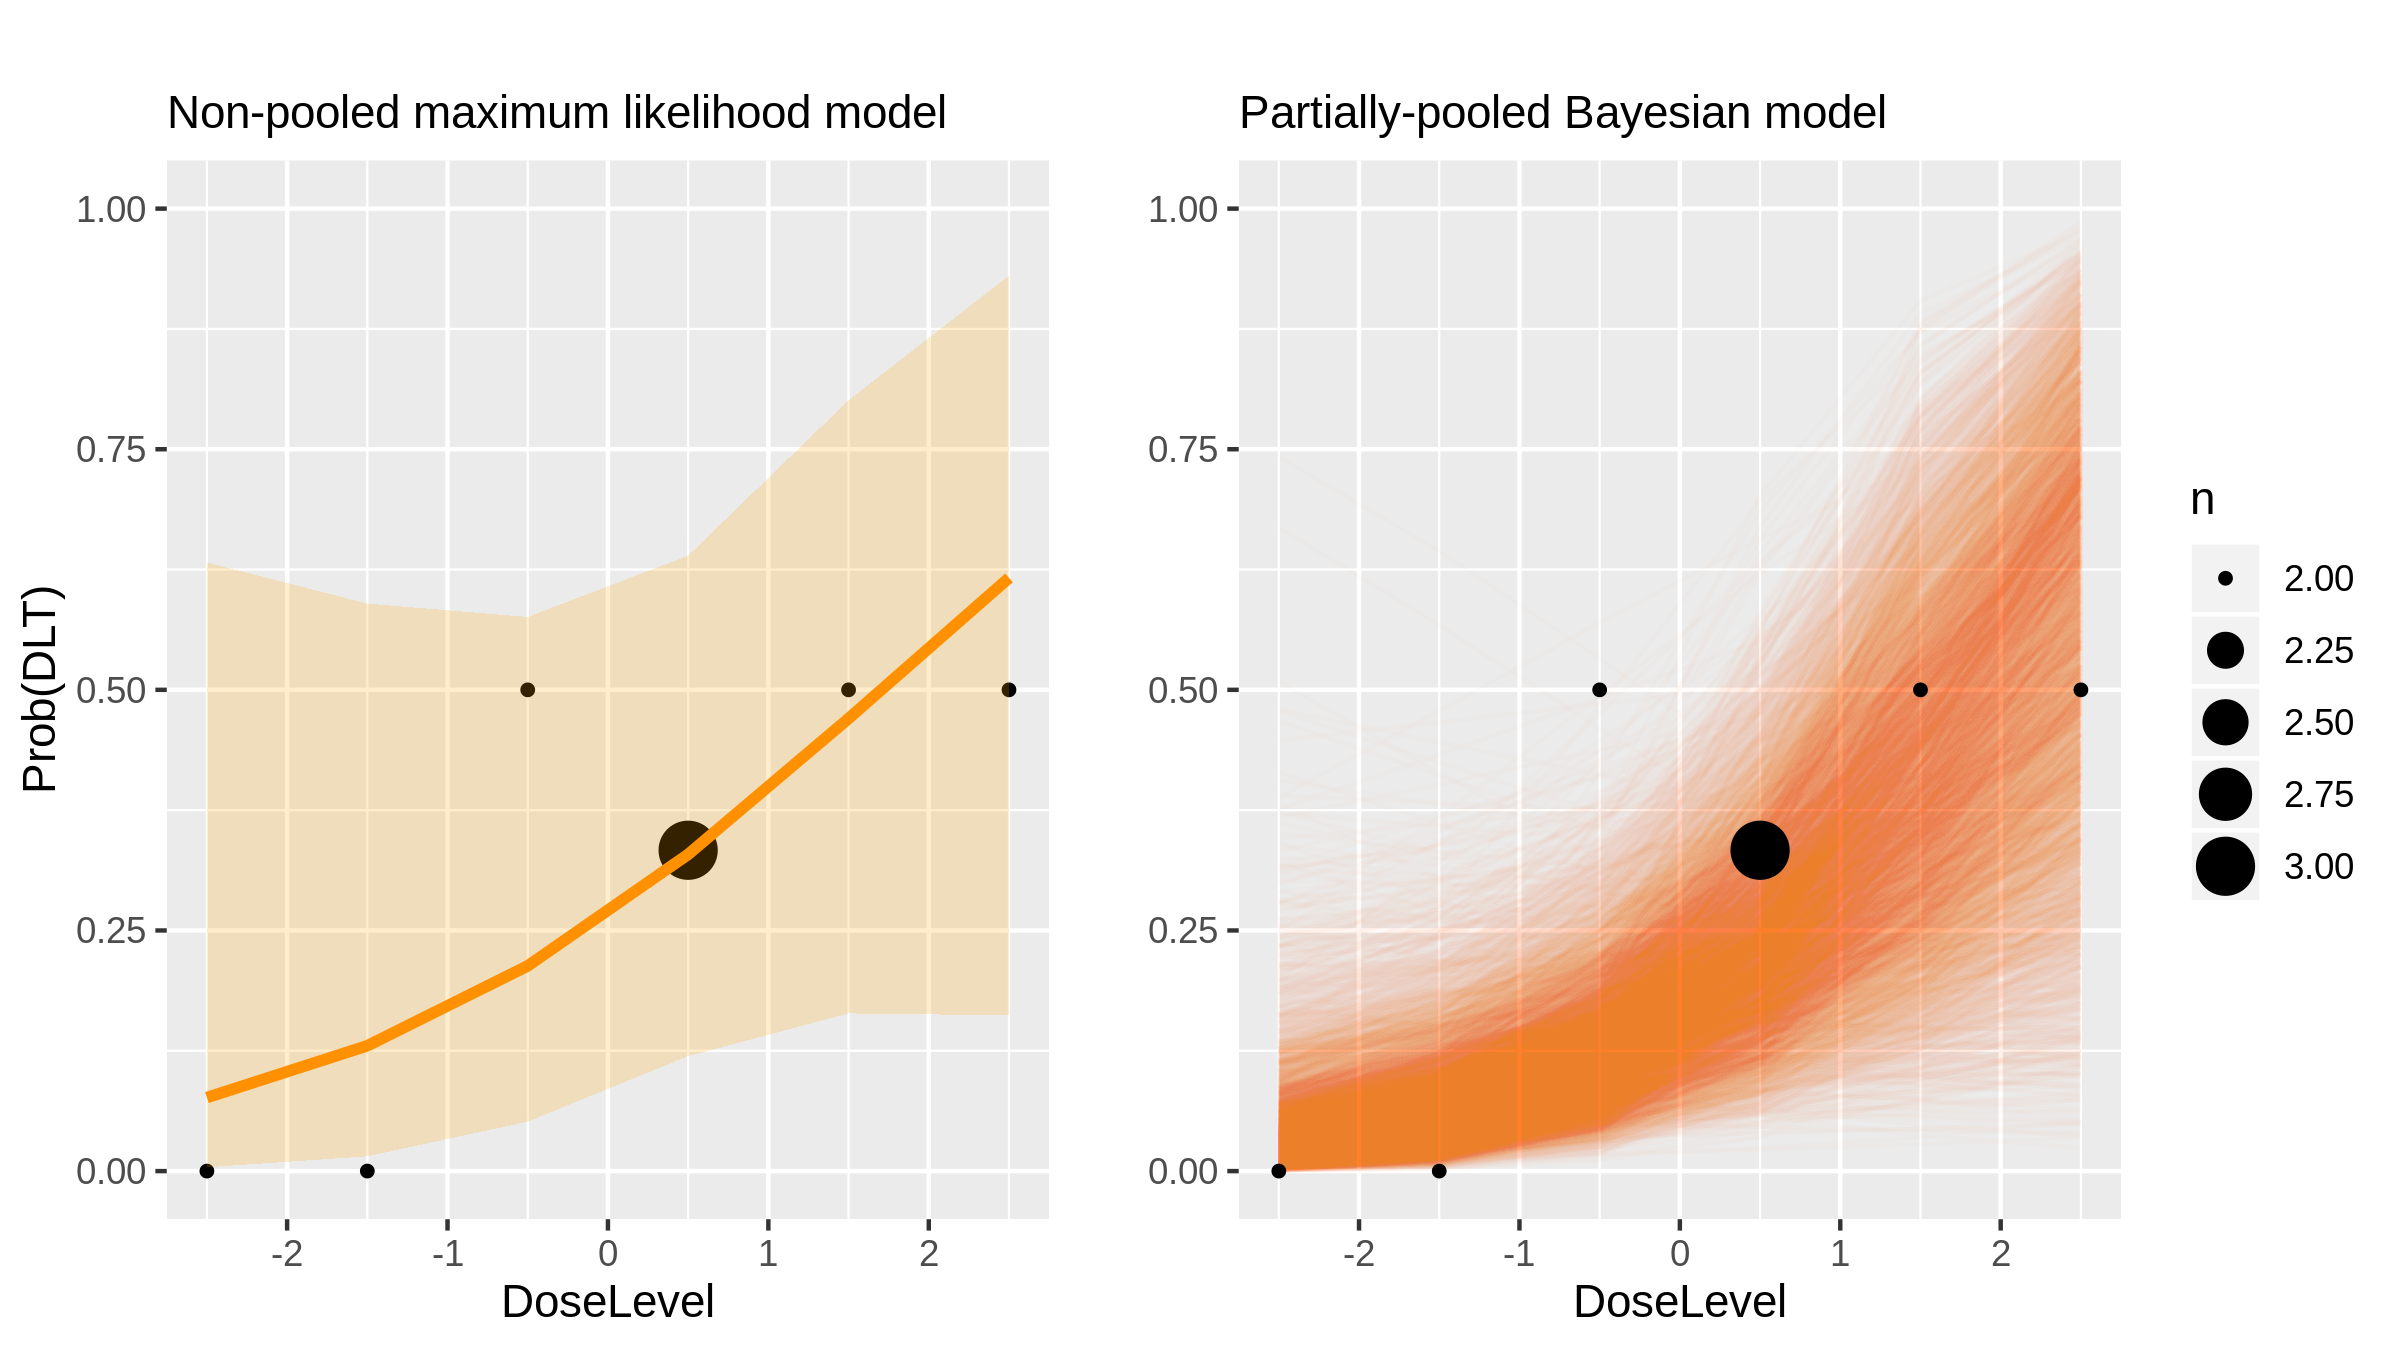 Non-pooled maximum likelihood model
Prob(DLT)
1.00
0.75
0.50
0.25
0.00
-2 -1 0 1 2
DoseLevel
Partially-pooled Bayesian model
1.00
0.75
0.50
0.25
0.00
-2 -1 0 1 2
DoseLevel
n
2.00
2.25
2.50
2.75
3.00